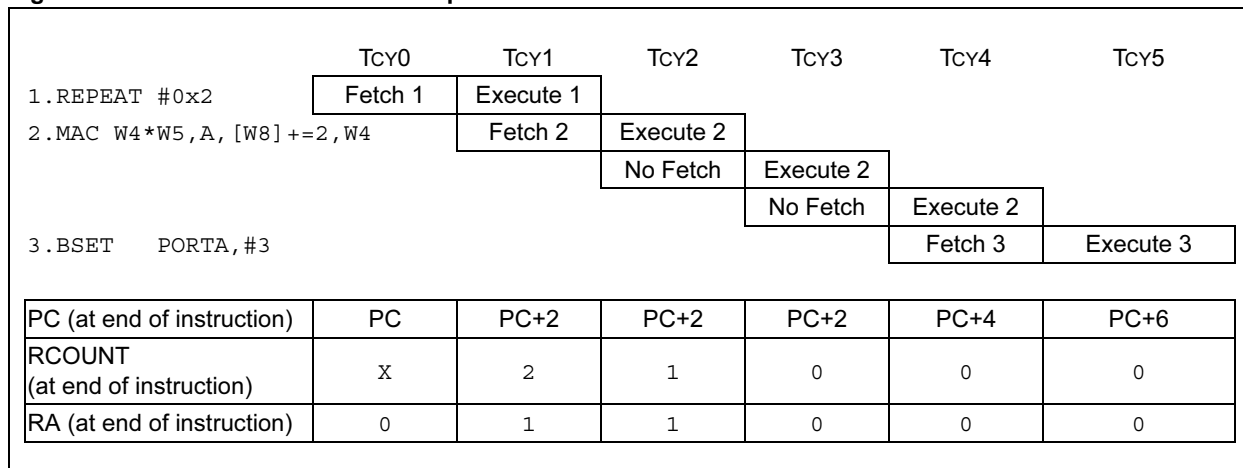 TCY0 TCY1 TCY2 TCY3 TCY4 TCY5
1.REPEAT #0x2 Fetch 1 Execute 1
2.MAC W4*W5,A,[W8]+=2,W4 Fetch 2 Execute 2
No Fetch Execute 2
No Fetch Execute 2
3.BSET PORTA,#3 Fetch 3 Execute 3
PC (at end of instruction) PC PC+2 PC+2 PC+2 PC+4 PC+6
RCOUNT
(at end of instruction) X 2 1 0 0 0
RA (at end of instruction) 0 1 1 0 0 0